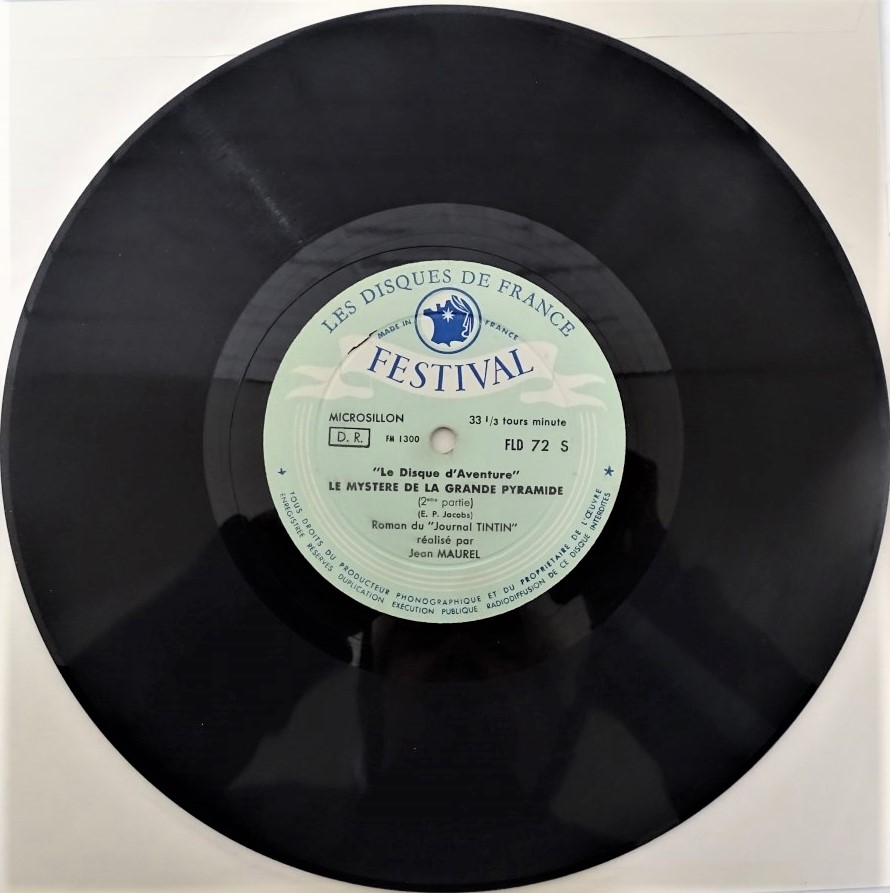 LES DISQUES DE FRANCE
MADE IN FRANCE
FESTIVAL
MICROSILLON 33 1/3 tours minute
D. R. FM 1300 FLD 72 S
"Le Disque d'Aventure"
LE MYSTERE DE LA GRANDE PYRAMIDE
(2ème partie)
(E. P. Jacobs)
Roman du "Journal TINTIN"
réalisé par
Jean MAUREL
TOUS DROITS DU PRODUCTEUR PHONOGRAPHIQUE ET DU PROPRIETAIRE DE L'ŒUVRE
ENREGISTREE RESERVES DUPLICATION EXECUTION PUBLIQUE RADIODIFFUSION DE CE DISQUE INTERDITES